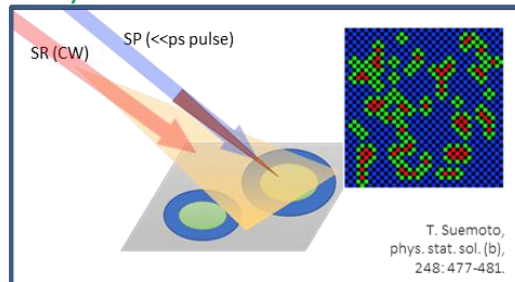 SP (<<ps pulse)
SR (CW)
T. Suemoto,
phys. stat. sol. (b),
248: 477-481.